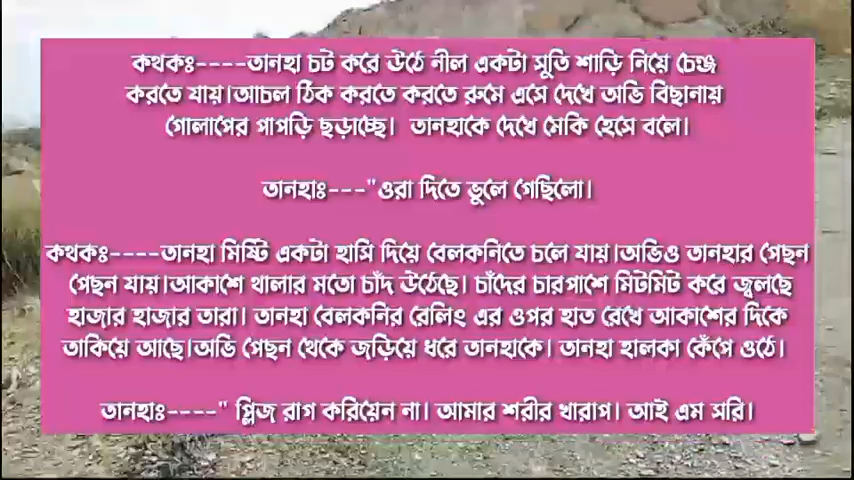 কথকঃ----তানহা চট করে উঠে নীল একটা সুতি শাড়ি নিয়ে চেঞ্জ
করতে যায়।আচল ঠিক করতে করতে রুমে এসে দেখে অভি বিছানায়
গোলাপের পাপড়ি ছড়াচ্ছে। তানহাকে দেখে মেকি হেসে বলে।
তানহাঃ---"ওরা দিতে ভুলে গেছিলো।
কথকঃ----তানহা মিষ্টি একটা হাসি দিয়ে বেলকনিতে চলে যায়।অভিও তানহার পেছন
পেছন যায়।আকাশে থালার মতো চাঁদ উঠেছে। চাঁদের চারপাশে মিটমিট করে জ্বলছে
হাজার হাজার তারা। তানহা বেলকনির রেলিং এর ওপর হাত রেখে আকাশের দিকে
তাকিয়ে আছে।অভি পেছন থেকে জড়িয়ে ধরে তানহাকে। তানহা হালকা কেঁপে ওঠে।
তানহাঃ----" প্লিজ রাগ করিয়েন না। আমার শরীর খারাপ। আই এম সরি।